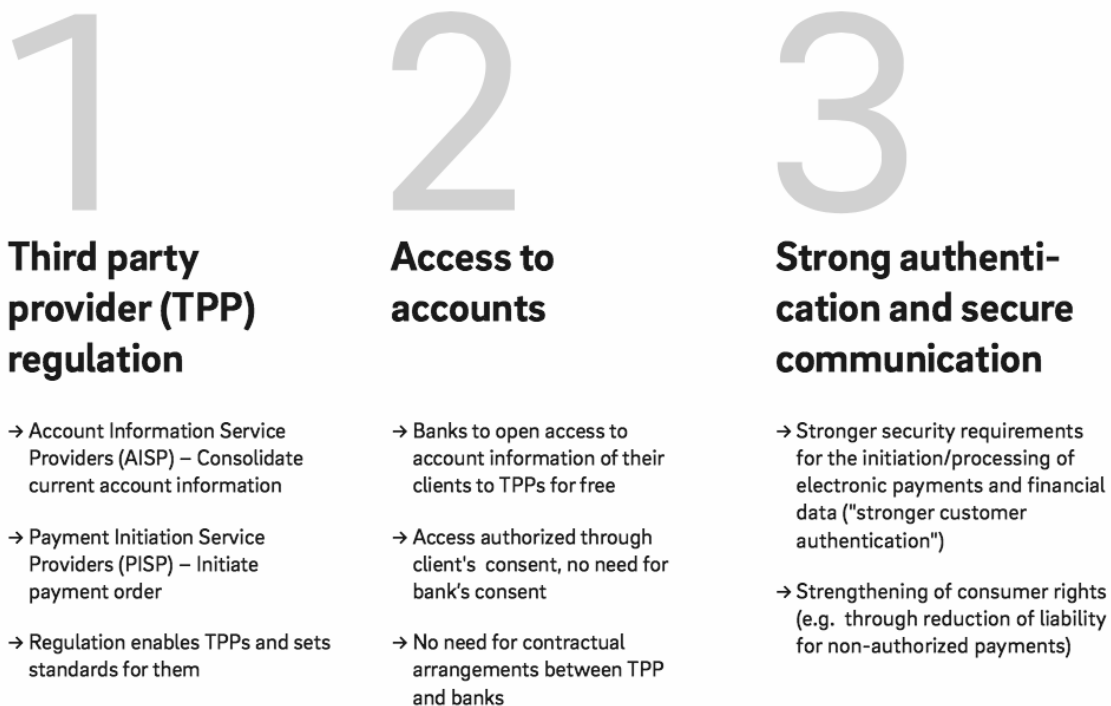 1
Third party
provider (TPP)
regulation
→ Account Information Service
Providers (AISP) – Consolidate
current account information
→ Payment Initiation Service
Providers (PISP) – Initiate
payment order
→ Regulation enables TPPs and sets
standards for them
2
Access to
accounts
→ Banks to open access to
account information of their
clients to TPPs for free
→ Access authorized through
client's  consent, no need for
bank’s consent
→ No need for contractual
arrangements between TPP
and banks
3
Strong authenti-
cation and secure
communication
→ Stronger security requirements
for the initiation/processing of
electronic payments and financial
data ("stronger customer
authentication")
→ Strengthening of consumer rights
(e.g.  through reduction of liability
for non-authorized payments)